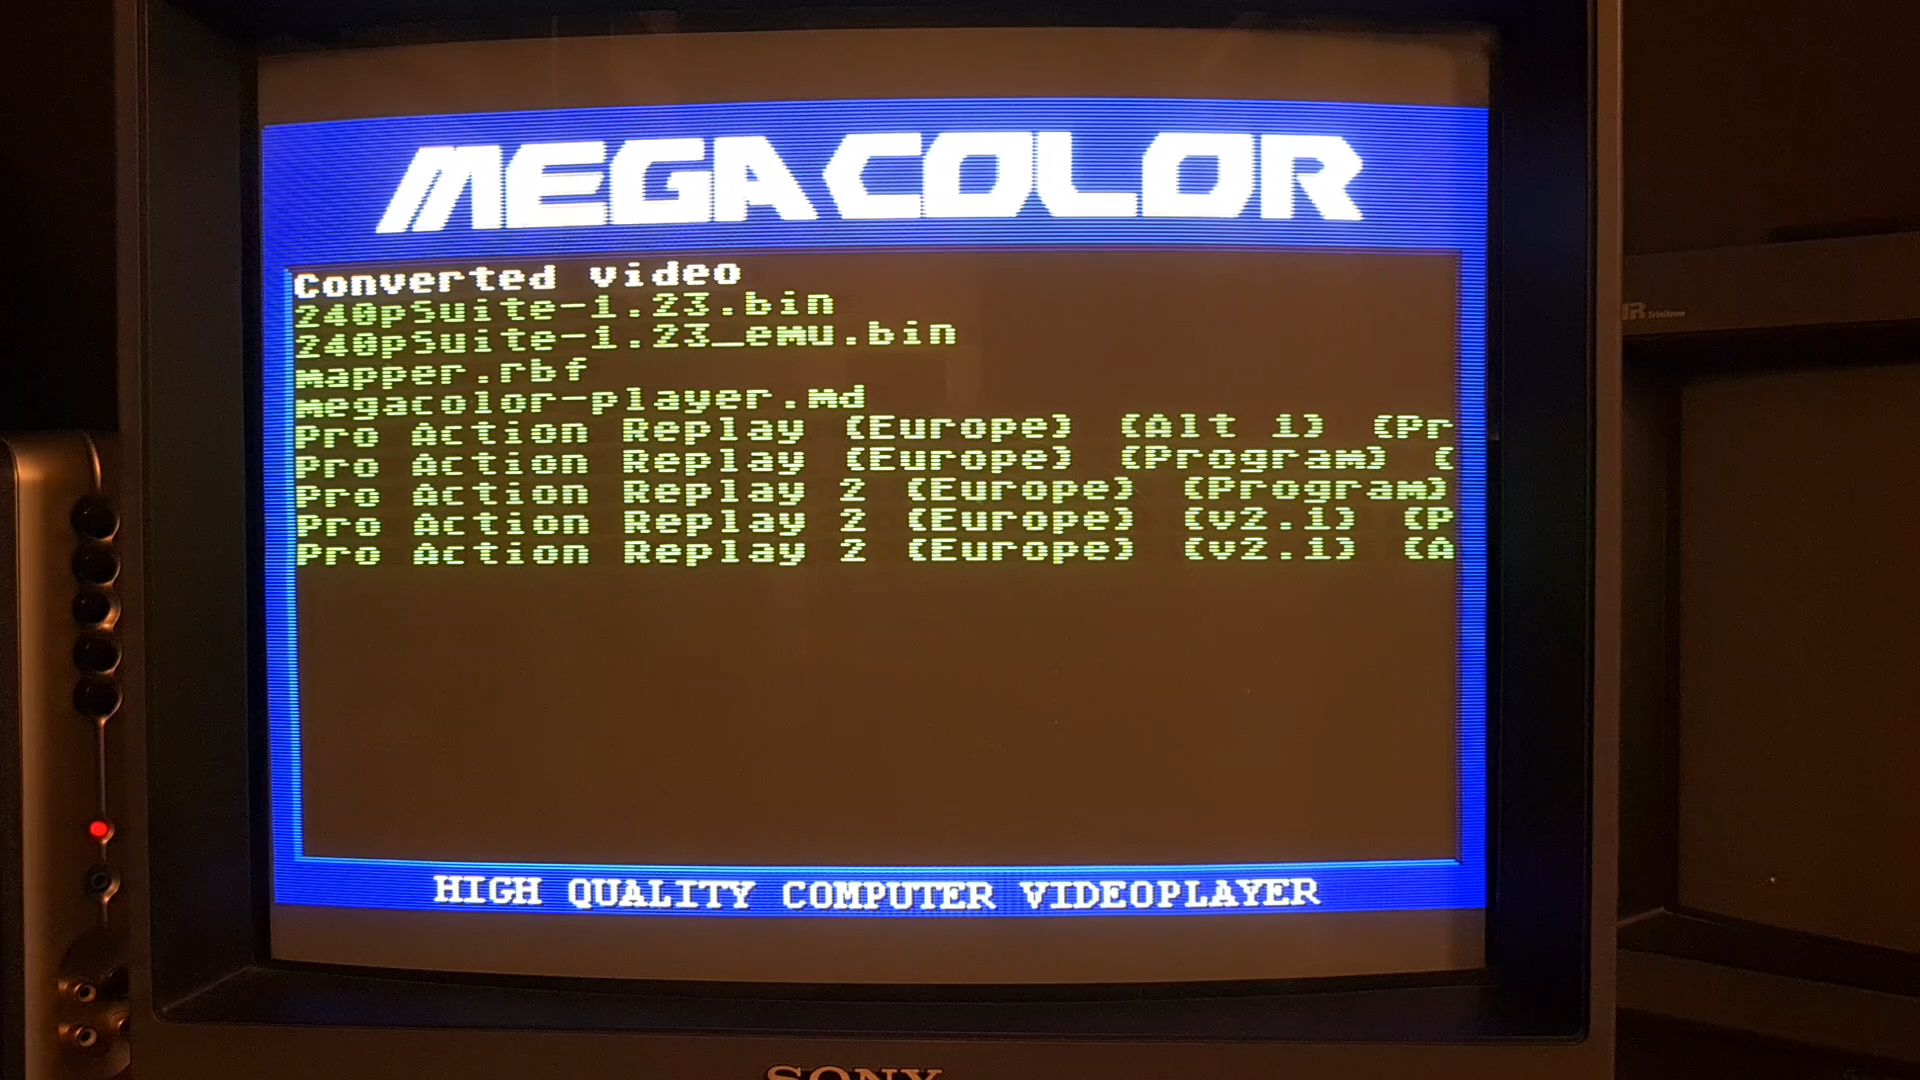 MEGACOLOR
Converted video
240pSuite-1.23.bin
240pSuite-1.23_emu.bin
mapper.rbf
megacolor-player.md
Pro Action Replay (Europe) (Alt 1) (Pr
Pro Action Replay (Europe) (Program) (
Pro Action Replay 2 (Europe) (Program)
Pro Action Replay 2 (Europe) (v2.1) (P
Pro Action Replay 2 (Europe) (v2.1) (A
HIGH QUALITY COMPUTER VIDEOPLAYER
SONY
Trinitron